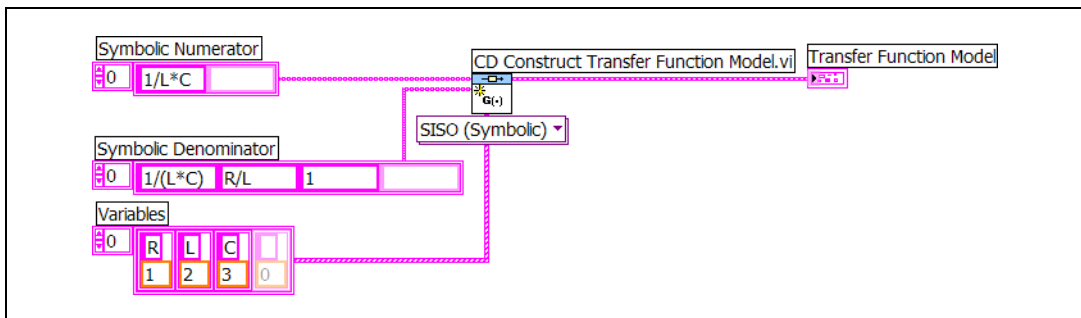 Symbolic Numerator
0 1/L*C
CD Construct Transfer Function Model.vi
Transfer Function Model
G(·)
SISO (Symbolic)
Symbolic Denominator
0 1/(L*C) R/L 1
Variables
0 R L C
1 2 3 0